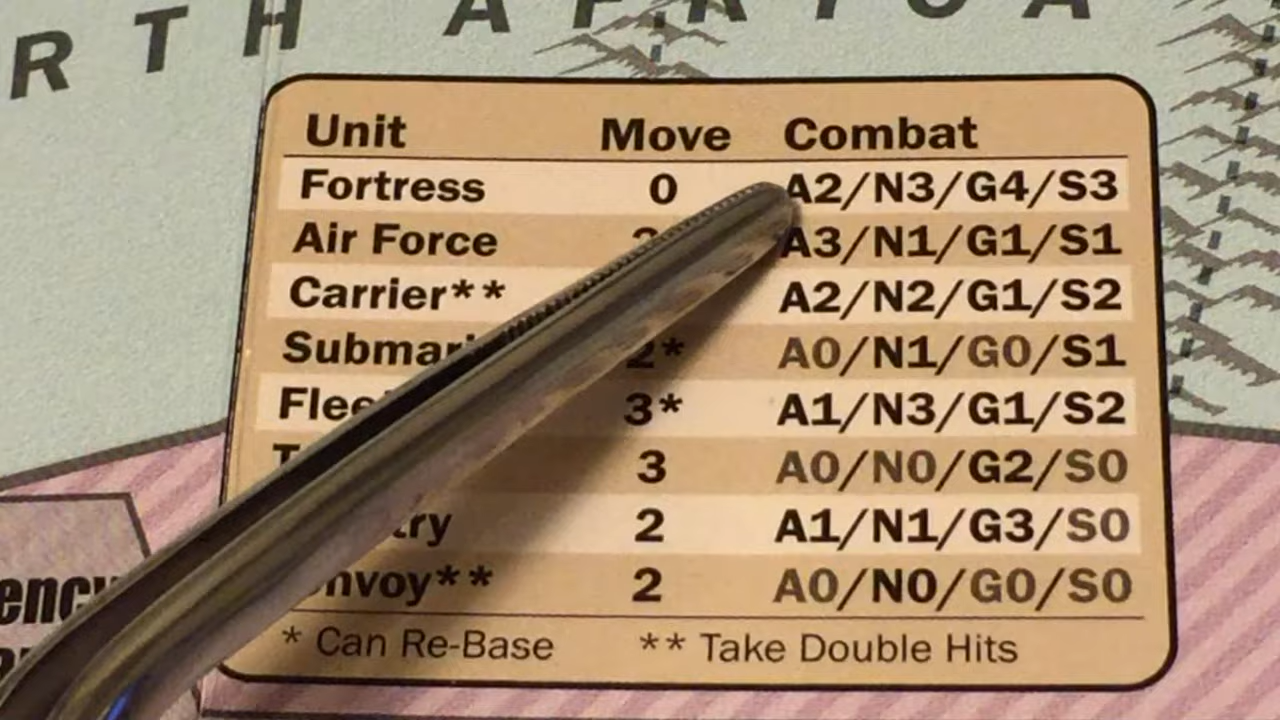 RTH AFRICA
Unit Move Combat
Fortress 0 A2/N3/G4/S3
Air Force A3/N1/G1/S1
Carrier** A2/N2/G1/S2
2* A0/N1/G0/S1
3* A1/N3/G1/S2
3 A0/N0/G2/S0
2 A1/N1/G3/S0
2 A0/N0/G0/S0
* Can Re-Base ** Take Double Hits